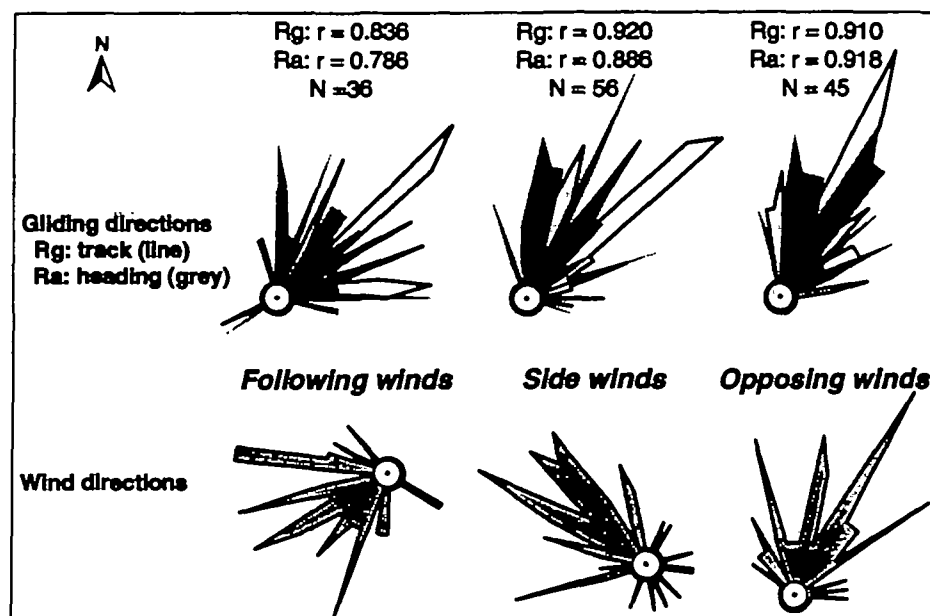 N
Rg: r = 0.836
Ra: r = 0.786
N =36
Rg: r = 0.920
Ra: r = 0.886
N = 56
Rg: r = 0.910
Ra: r = 0.918
N = 45
Gliding directions
Rg: track (line)
Ra: heading (grey)
Following winds
Side winds
Opposing winds
Wind directions